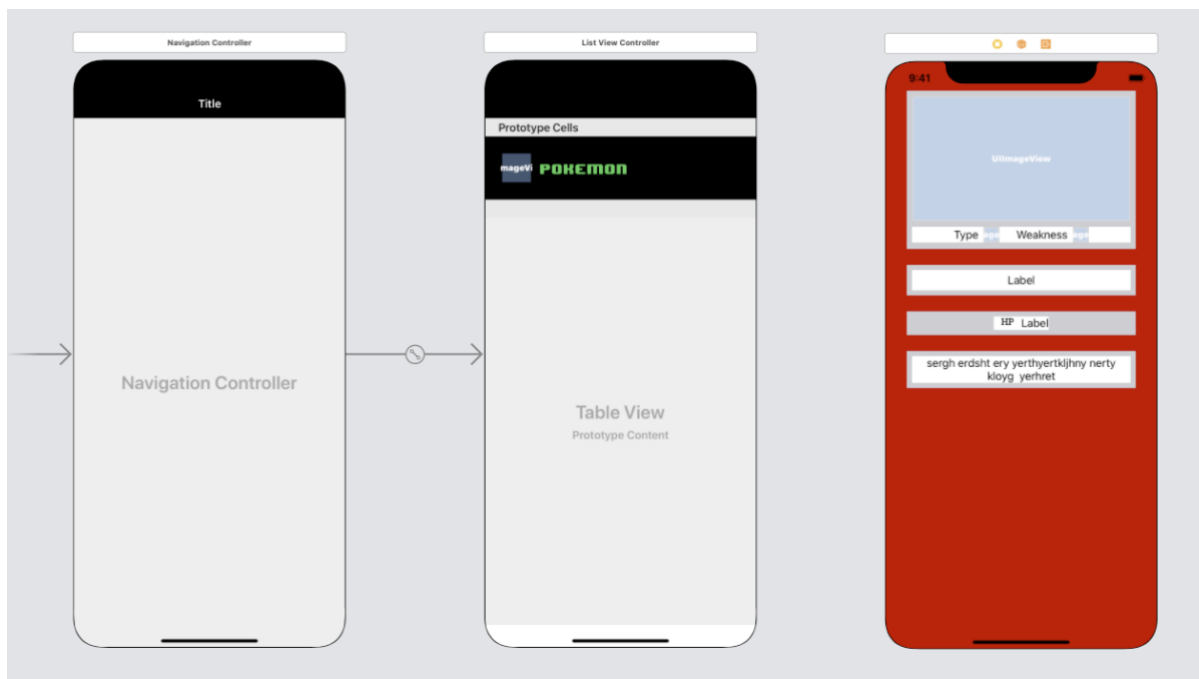 Navigation Controller
Title
Navigation Controller
List View Controller
Prototype Cells
mageVi POKEMON
Table View
Prototype Content
9:41
UIImageView
Type Weakness
Label
HP Label
sergh erdsht ery yerthyertkljhny nerty
kloyg yerhret